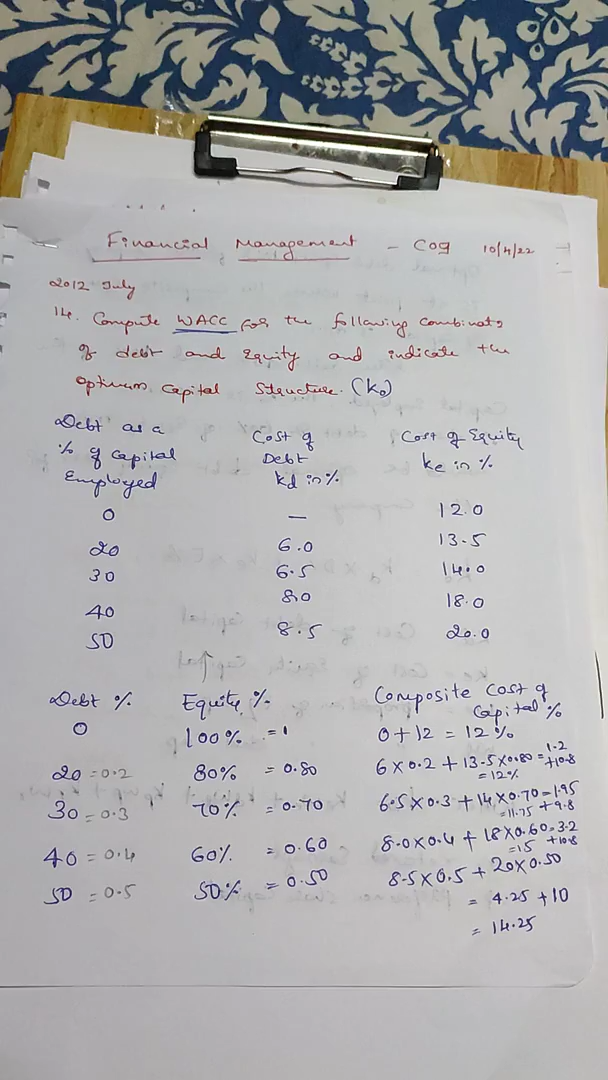 Financial Management - C09 10/4/22
2012 July
14. Compute WACC for the following combinats
of debt and Equity and indicate the
optimum Capital Structure. (ko)
Debt as a Cost of Cost of Equity
% of Capital Debt ke in %
Employed kd in %
0 — 12.0
20 6.0 13.5
30 6.5 14.0
40 8.0 18.0
50 8.5 20.0
Debt % Equity % Composite Cost of
Capital %
0 100% = 1 0 + 12 = 12%
20 = 0.2 80% = 0.80 6 x 0.2 + 13.5 x 0.80 = 1.2
+ 10.8
= 12%
30 = 0.3 70% = 0.70 6.5 x 0.3 + 14 x 0.70 = 1.95
= 11.75 + 9.8
40 = 0.4 60% = 0.60 8.0 x 0.4 + 18 x 0.60 = 3.2
= 15 + 10.8
50 = 0.5 50% = 0.50 8.5 x 0.5 + 20 x 0.50
= 4.25 + 10
= 14.25